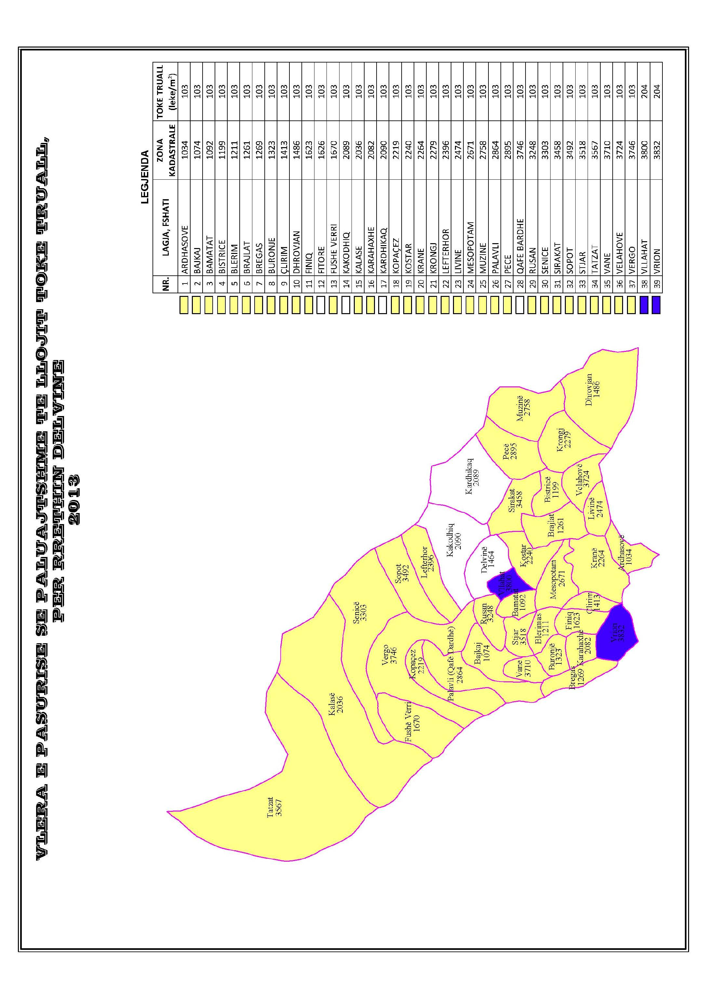 VLERA E PASURISE SE PALUAJTSHME TE LLOJIT TOKE TRUALL,
PER RRETHIN DELVINE
2013
LEGJENDA
NR. LAGJA, FSHATI ZONA KADASTRALE TOKE TRUALL (leke/m²)
1 ARDHASOVE 1034 103
2 BAJKAJ 1074 103
3 BAMATAT 1092 103
4 BISTRICE 1199 103
5 BLERIM 1211 103
6 BRAJLAT 1261 103
7 BREGAS 1269 103
8 BURONJE 1323 103
9 ÇLIRIM 1413 103
10 DHROVJAN 1486 103
11 FINIQ 1623 103
12 FITORE 1626 103
13 FUSHE VERRI 1670 103
14 KAKODHIQ 2089 103
15 KALASE 2036 103
16 KARAHAXHE 2082 103
17 KARDHIKAQ 2090 103
18 KOPAÇEZ 2219 103
19 KOSTAR 2240 103
20 KRANE 2264 103
21 KRONGJ 2279 103
22 LEFTERHOR 2396 103
23 LIVINE 2474 103
24 MESOPOTAM 2671 103
25 MUZINE 2758 103
26 PALAVLI 2864 103
27 PECE 2895 103
28 QAFE BARDHE 3746 103
29 RUSAN 3248 103
30 SENICE 3303 103
31 SIRAKAT 3458 103
32 SOPOT 3492 103
33 STJAR 3518 103
34 TATZAT 3567 103
35 VANE 3710 103
36 VELAHOVE 3724 103
37 VERGO 3746 103
38 VLLAHAT 3800 204
39 VRION 3832 204
Tatzat
3567
Kalasë
2036
Senicë
3303
Vergo
3746
Sopot
3492
Lefterhor
2396
Fushë Vërri
1670
Kopaçez
2219
Palavli (Qafë Dardhë)
2864
Kakodhiq
2090
Kardhikaq
2089
Delvinë
1464
Vllahat
3800
Bajkaj
1074
Rusan
3248
Bamatat
1092
Stjar
3518
Vane
3710
Kostar
2240
Sirakat
3458
Pecë
2895
Muzinë
2758
Blerimas
1211
Mesopotam
2671
Brajlat
1261
Bistricë
1199
Krongj
2279
Dhrovjan
1486
Buronjë
1323
Finiq
1623
Bregas
1269
Karahaxhë
2082
Çlirim
1413
Kranë
2264
Livinë
2474
Velahovë
3724
Ardhasovë
1034
Vrion
3832